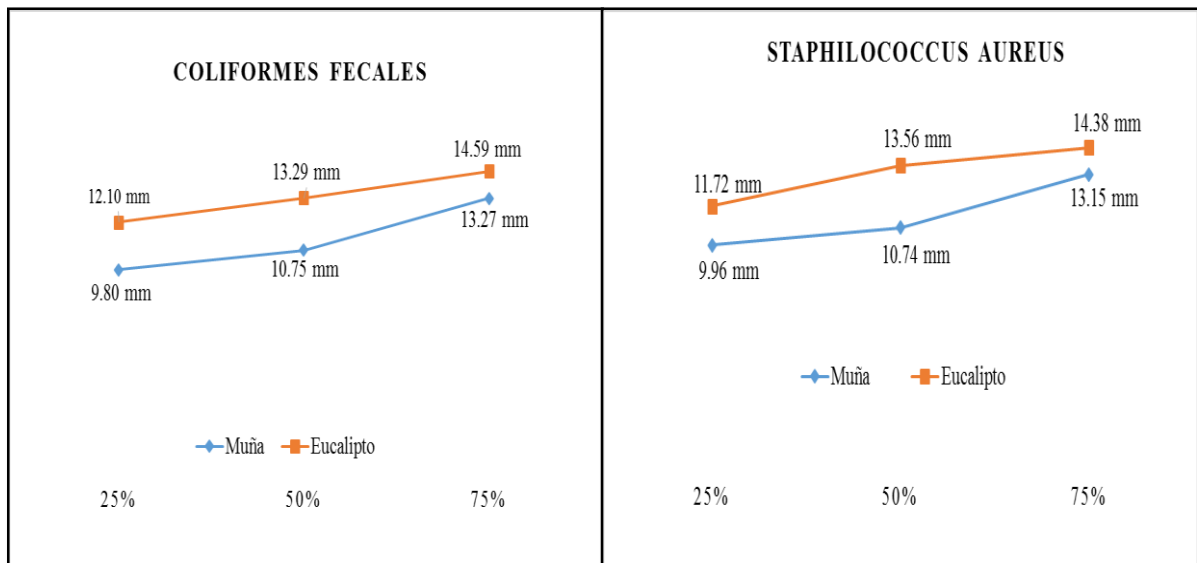 COLIFORMES FECALES
14.59 mm
13.29 mm
12.10 mm
13.27 mm
10.75 mm
9.80 mm
Muña Eucalipto
25% 50% 75%
STAPHILOCOCCUS AUREUS
14.38 mm
13.56 mm
11.72 mm
13.15 mm
10.74 mm
9.96 mm
Muña Eucalipto
25% 50% 75%